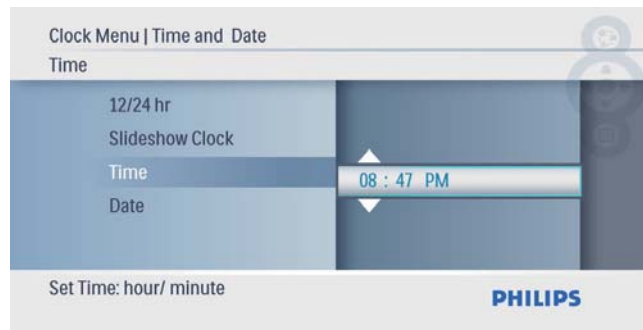 Clock Menu | Time and Date
Time
12/24 hr
Slideshow Clock
Time
08 : 47 PM
Date
Set Time: hour/ minute
PHILIPS